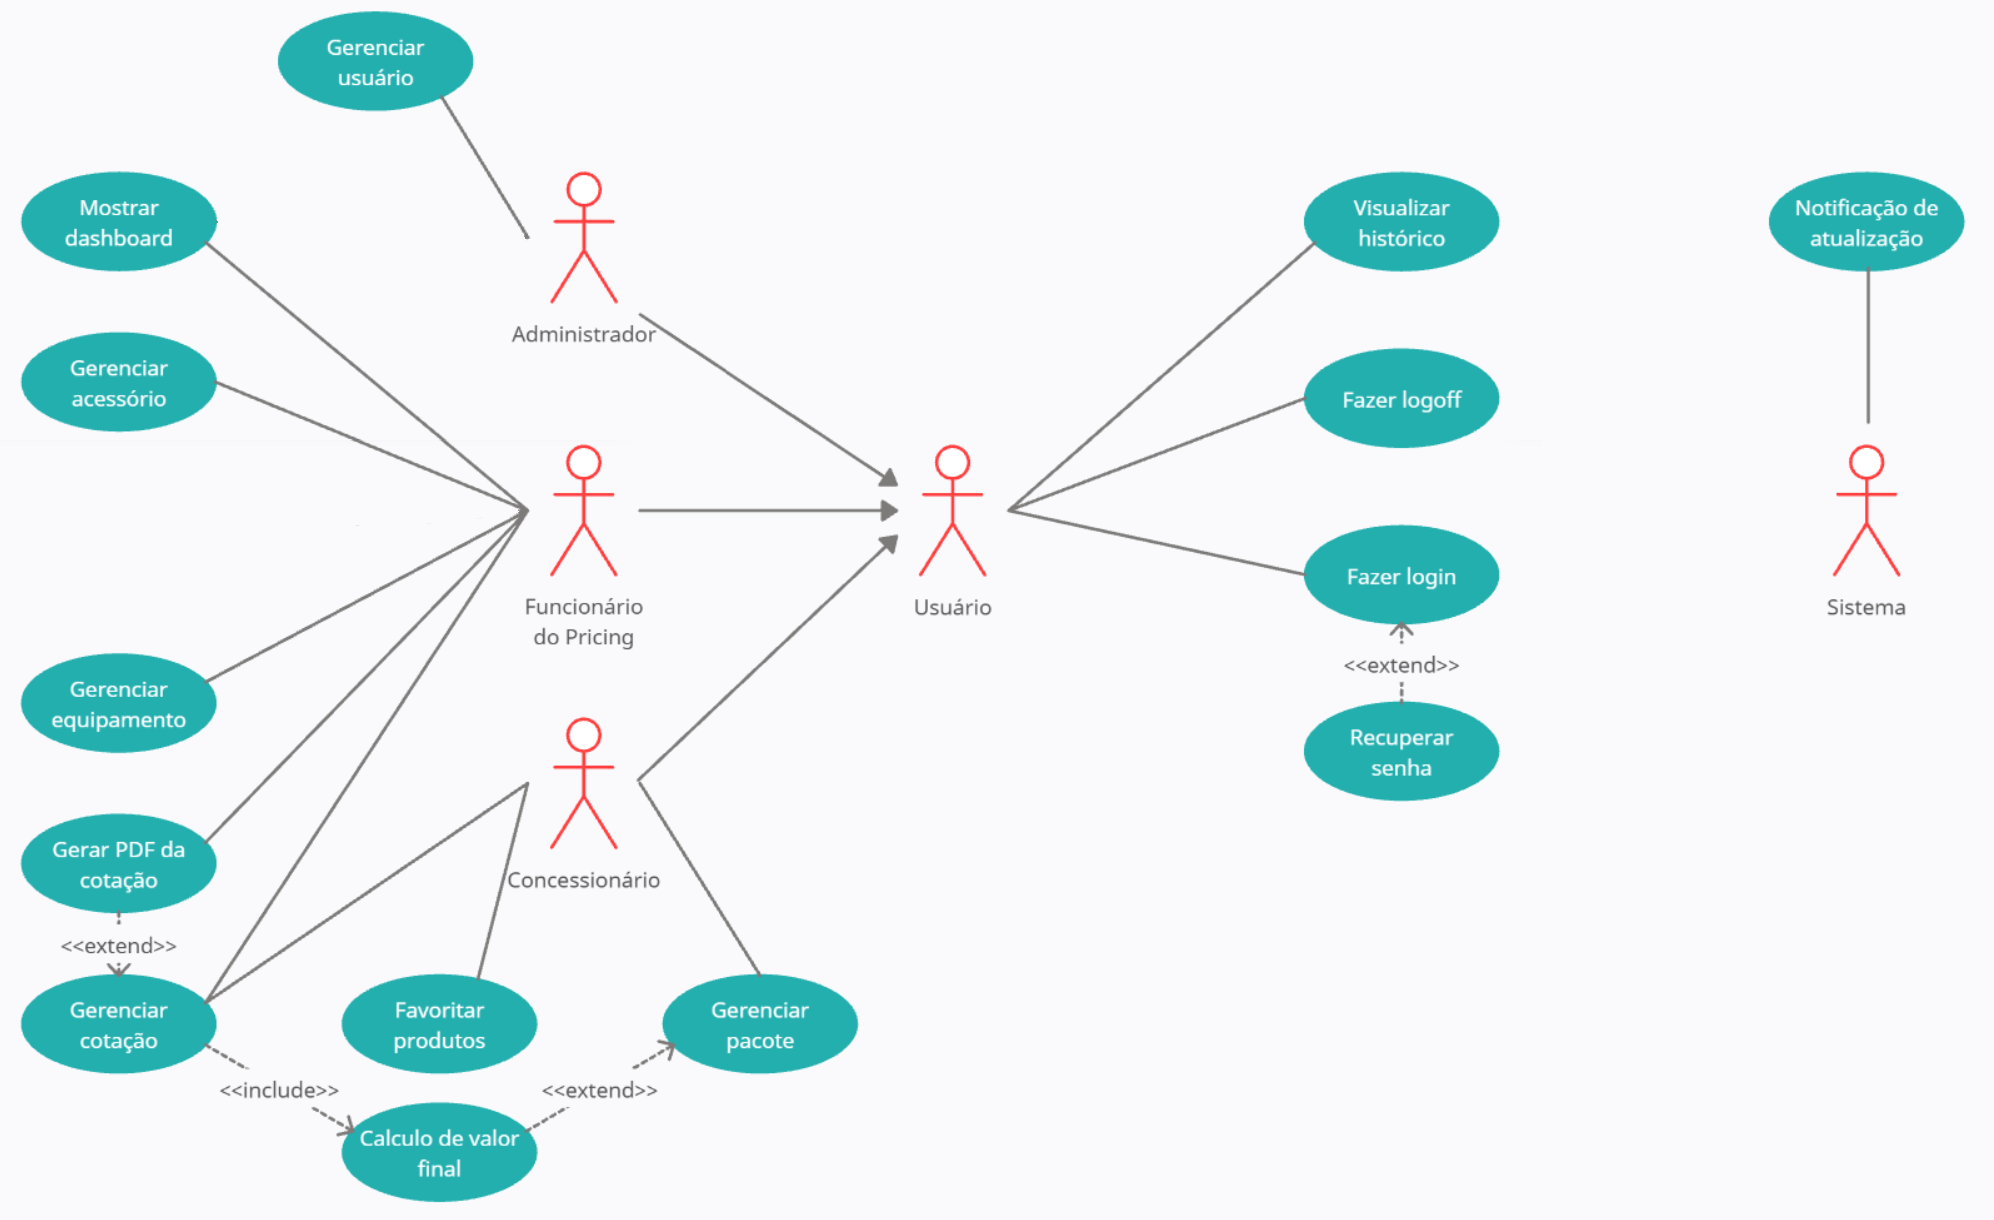 Gerenciar
usuário
Mostrar
dashboard
Visualizar
histórico
Notificação de
atualização
Administrador
Gerenciar
acessório
Fazer logoff
Fazer login
Funcionário
do Pricing
Usuário
Sistema
<<extend>>
Gerenciar
equipamento
Recuperar
senha
Gerar PDF da
cotação
Concessionário
<<extend>>
Gerenciar
cotação
Favoritar
produtos
Gerenciar
pacote
<<include>>
<<extend>>
Calculo de valor
final